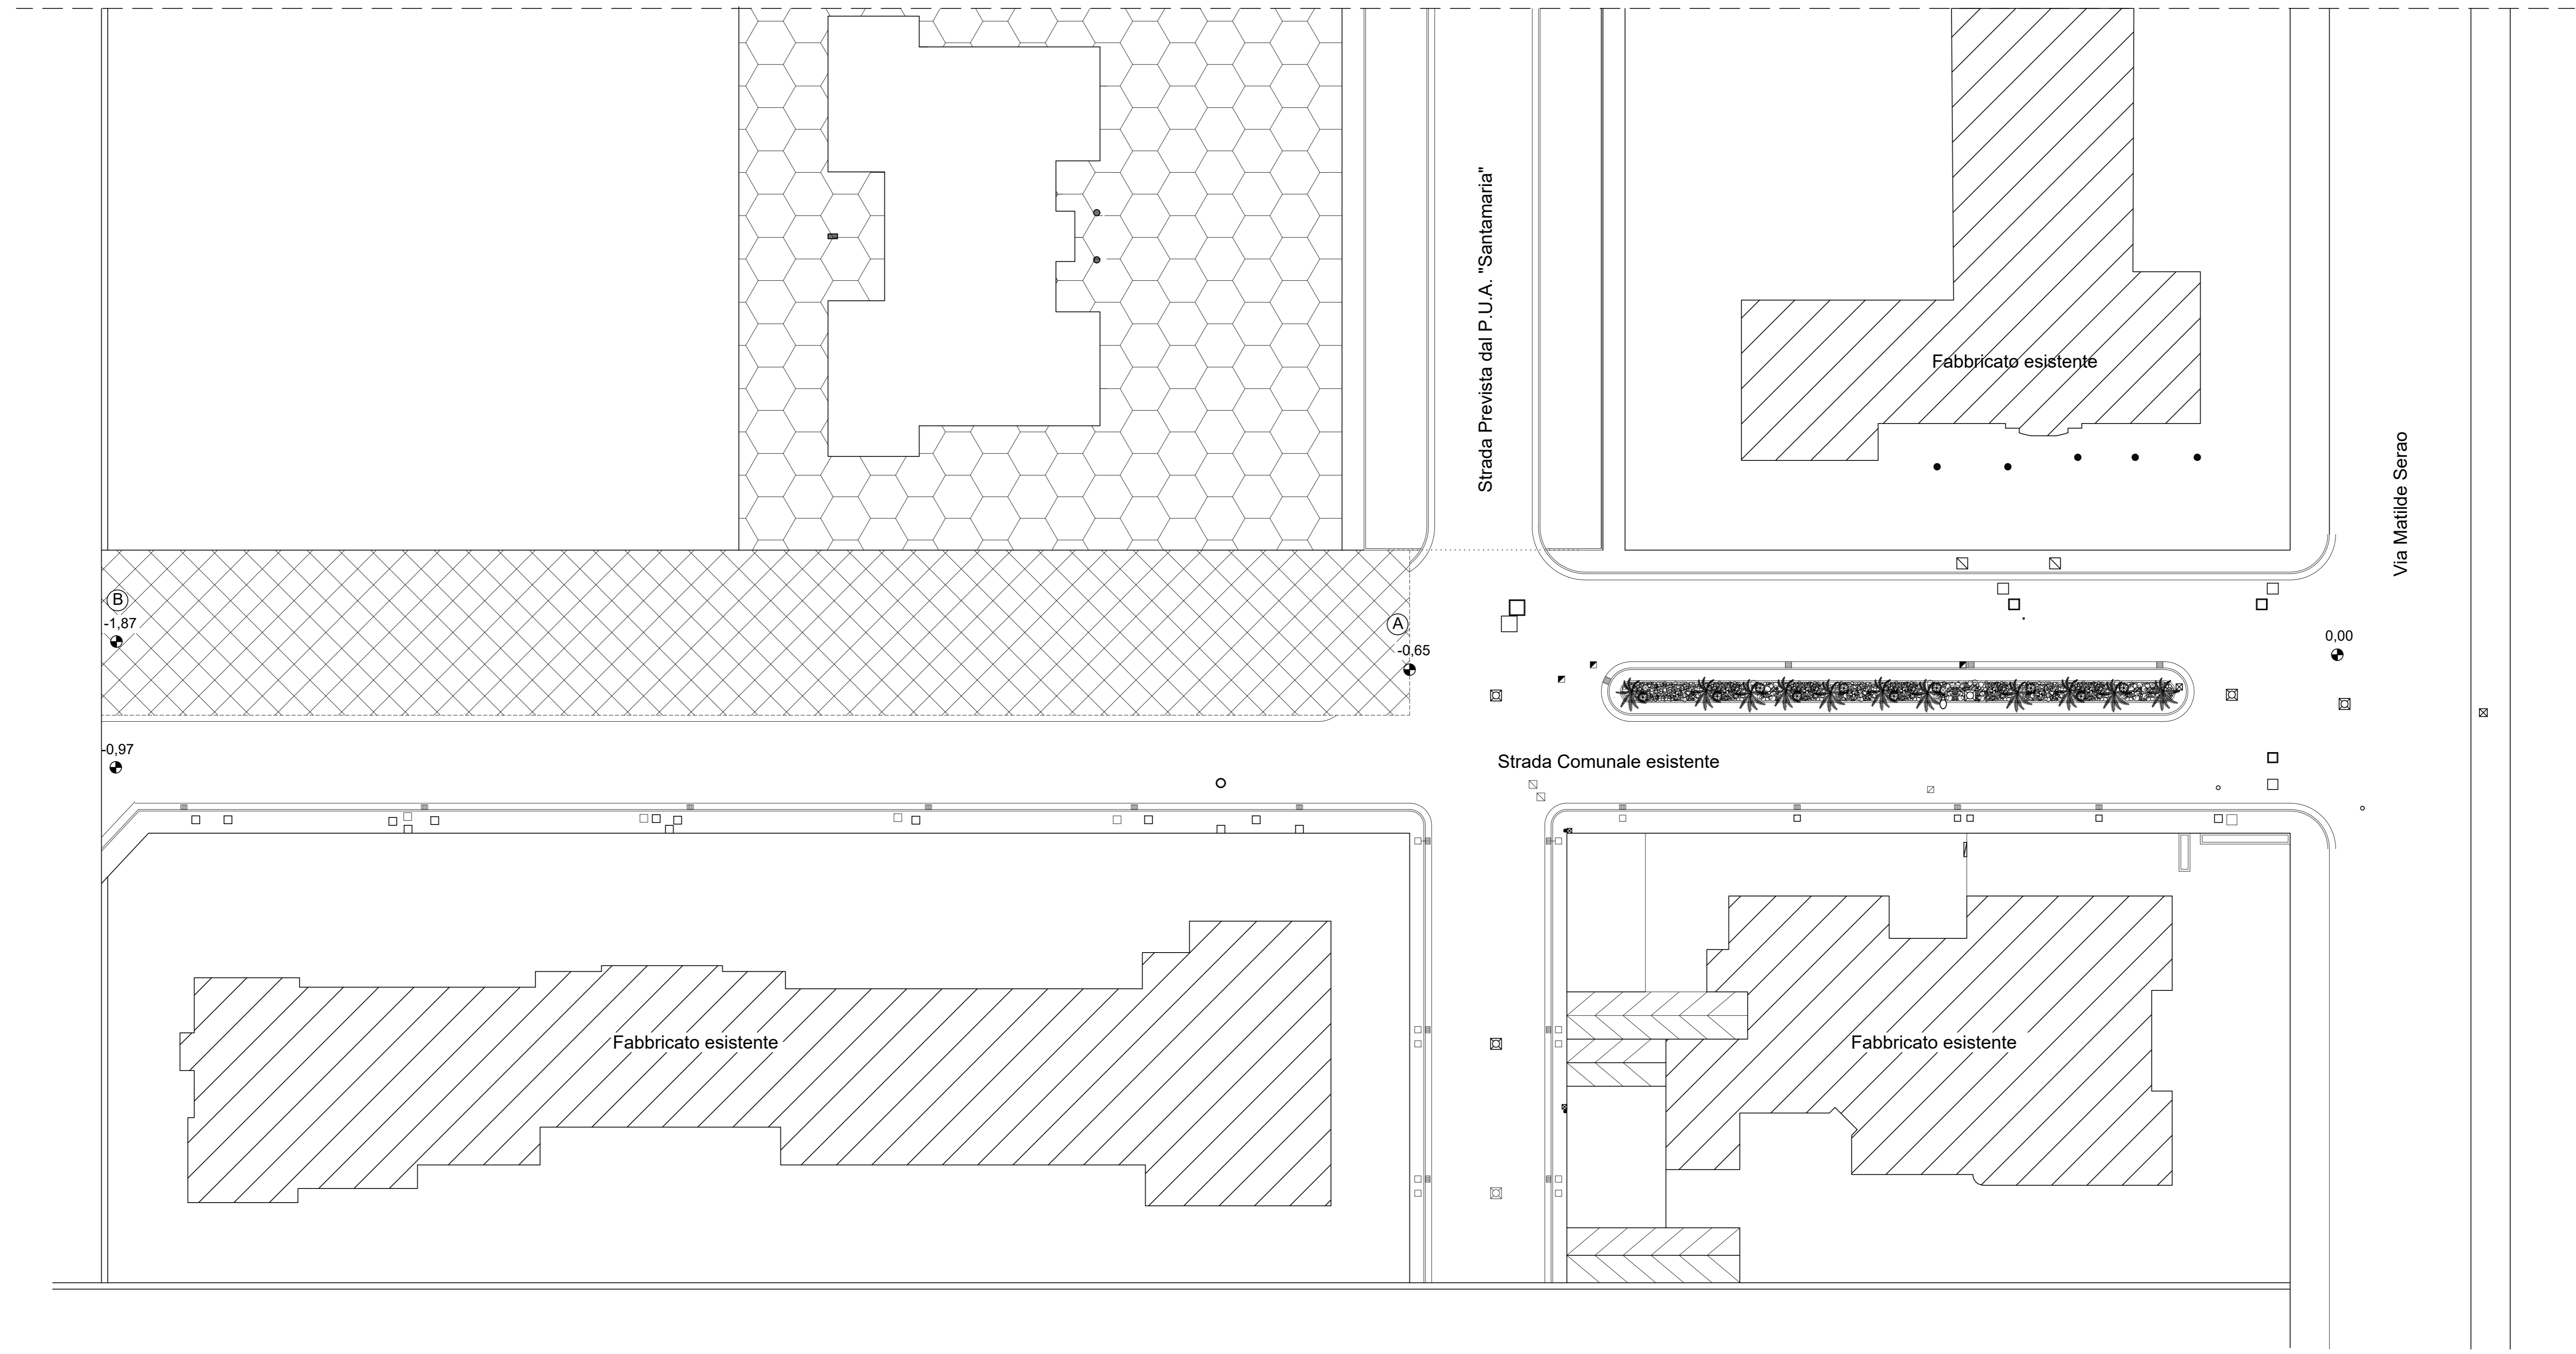 Strada Prevista dal P.U.A. "Santamaria"
Fabbricato esistente
Via Matilde Serao
B
-1,87
A
-0,65
0,00
-0,97
Strada Comunale esistente
Fabbricato esistente
Fabbricato esistente